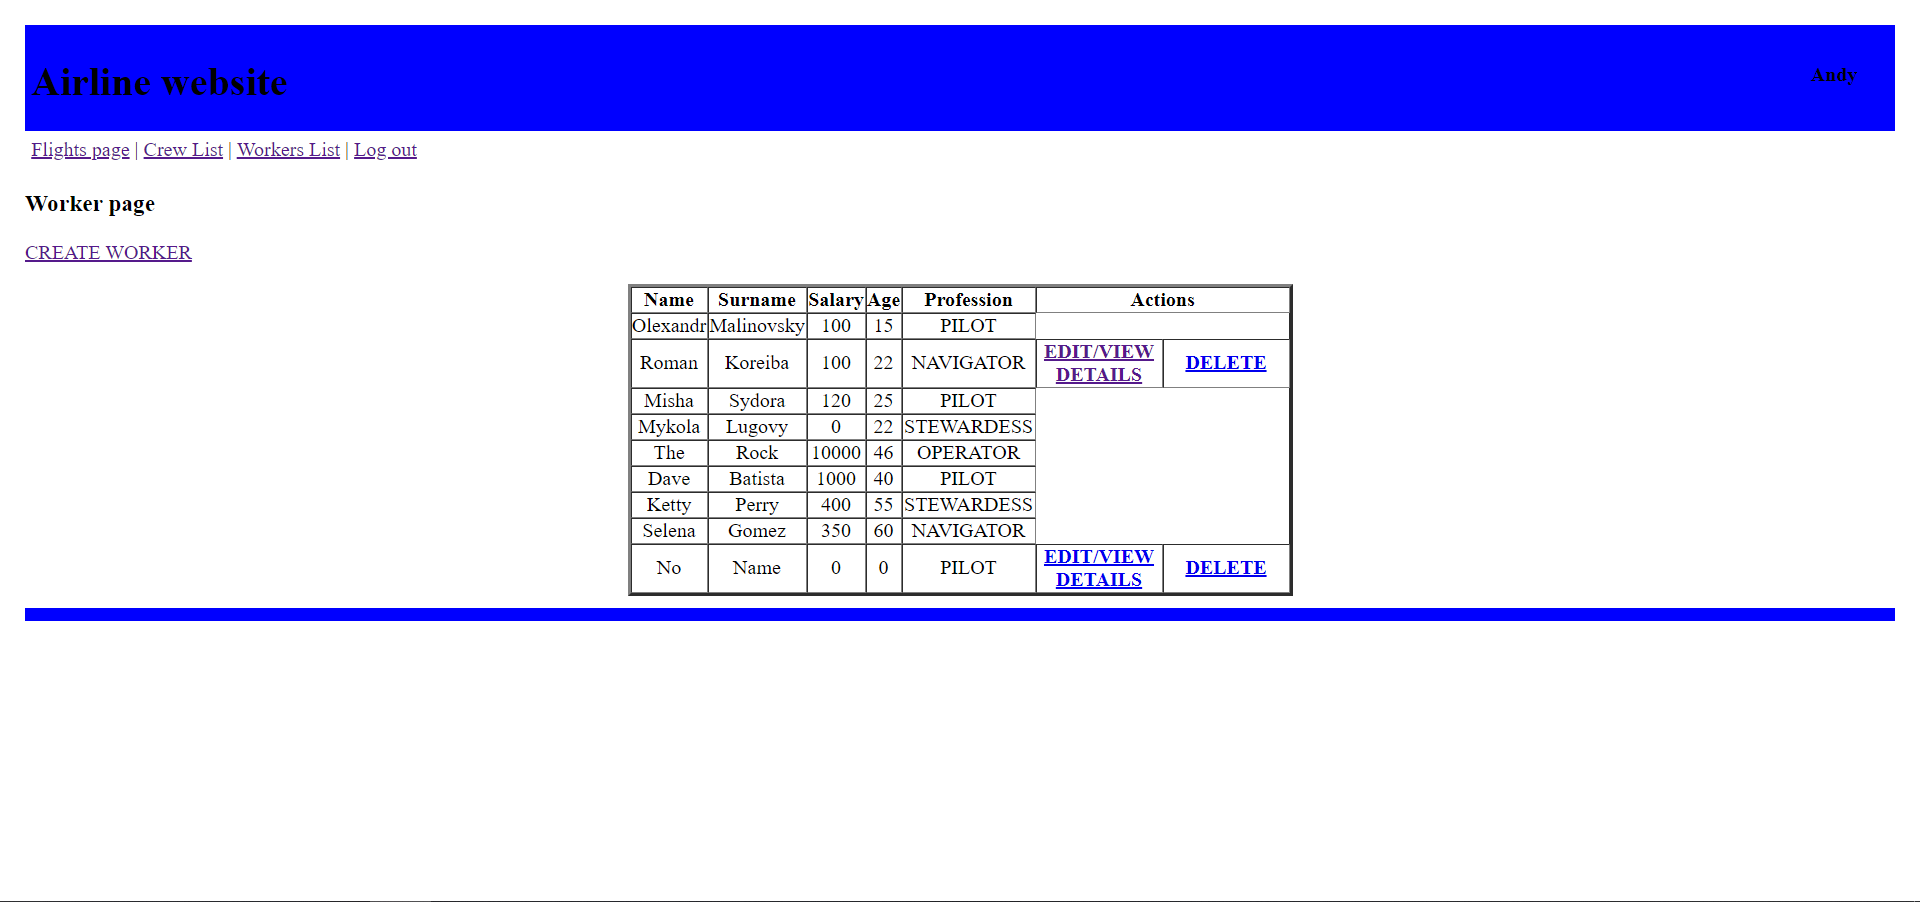 Airline website
Andy
Flights page | Crew List | Workers List | Log out
Worker page
CREATE WORKER
Name Surname Salary Age Profession Actions
Olexandr Malinovsky 100 15 PILOT
Roman Koreiba 100 22 NAVIGATOR EDIT/VIEW DETAILS DELETE
Misha Sydora 120 25 PILOT
Mykola Lugovy 0 22 STEWARDESS
The Rock 10000 46 OPERATOR
Dave Batista 1000 40 PILOT
Ketty Perry 400 55 STEWARDESS
Selena Gomez 350 60 NAVIGATOR
No Name 0 0 PILOT EDIT/VIEW DETAILS DELETE